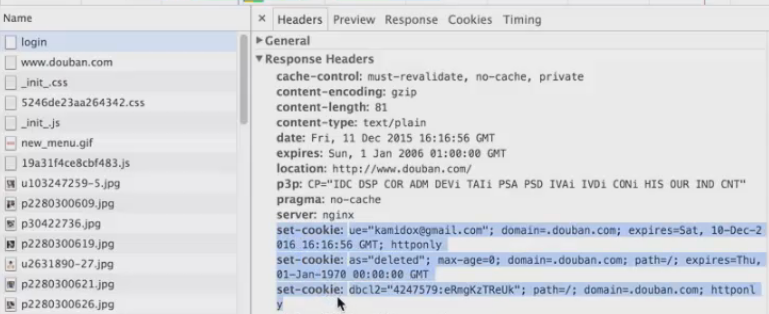 Name
× Headers Preview Response Cookies Timing
login
www.douban.com
_init_.css
5246de23aa264342.css
_init_.js
new_menu.gif
19a31f4ce8cbf483.js
u103247259-5.jpg
p2280300609.jpg
p30422736.jpg
p2280300619.jpg
u2631890-27.jpg
p2280300621.jpg
p2280300626.jpg
▶General
▼Response Headers
cache-control: must-revalidate, no-cache, private
content-encoding: gzip
content-length: 81
content-type: text/plain
date: Fri, 11 Dec 2015 16:16:56 GMT
expires: Sun, 1 Jan 2006 01:00:00 GMT
location: http://www.douban.com/
p3p: CP="IDC DSP COR ADM DEVi TAIi PSA PSD IVAi IVDi CONi HIS OUR IND CNT"
pragma: no-cache
server: nginx
set-cookie: ue="kamidox@gmail.com"; domain=.douban.com; expires=Sat, 10-Dec-2
016 16:16:56 GMT; httponly
set-cookie: as="deleted"; max-age=0; domain=.douban.com; path=/; expires=Thu,
01-Jan-1970 00:00:00 GMT
set-cookie: dbcl2="4247579:eRmgKzTReUk"; path=/; domain=.douban.com; httponl
y